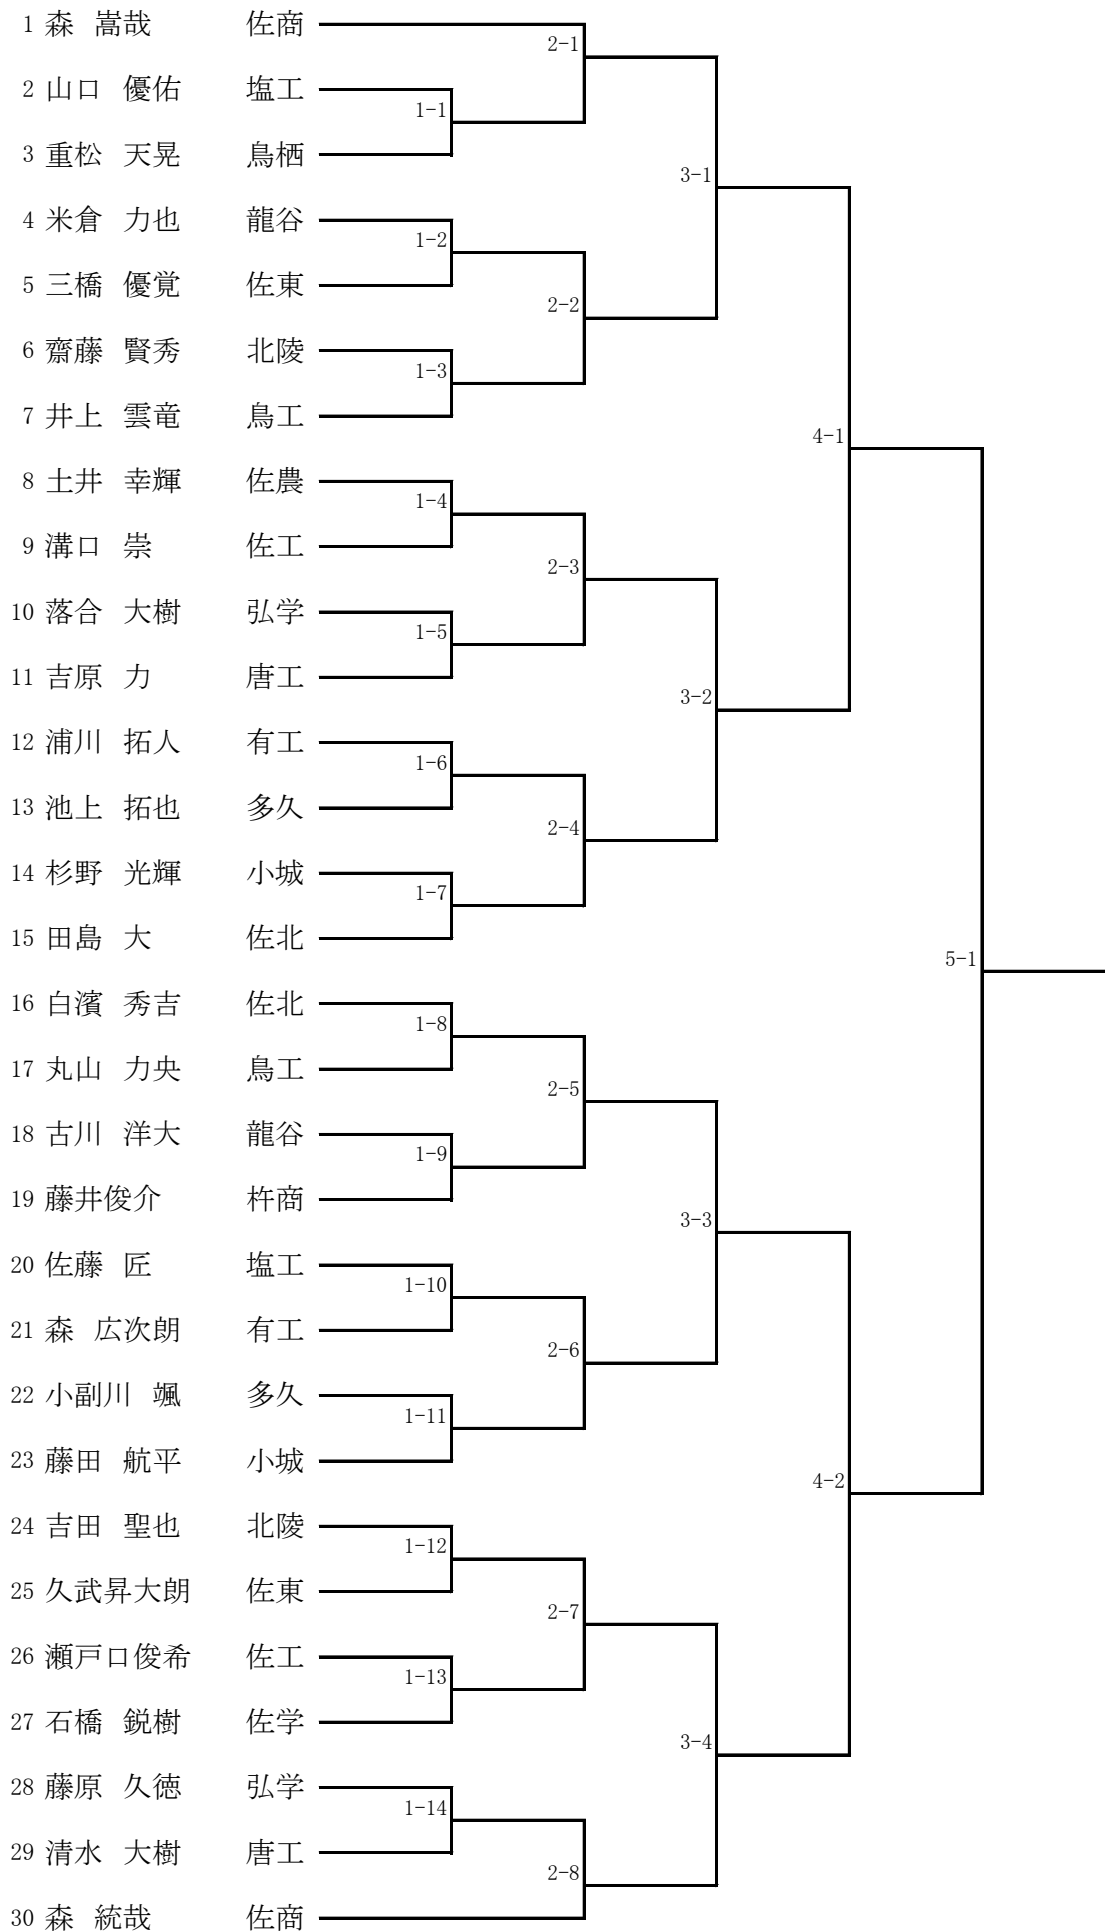 1 森 嵩哉 佐商
2-1
2 山口 優佑 塩工
1-1
3 重松 天晃 鳥栖
3-1
4 米倉 力也 龍谷
1-2
5 三橋 優覚 佐東
2-2
6 齋藤 賢秀 北陵
1-3
7 井上 雲竜 鳥工
4-1
8 土井 幸輝 佐農
1-4
9 溝口 崇 佐工
2-3
10 落合 大樹 弘学
1-5
11 吉原 力 唐工
3-2
12 浦川 拓人 有工
1-6
13 池上 拓也 多久
2-4
14 杉野 光輝 小城
1-7
15 田島 大 佐北
5-1
16 白濱 秀吉 佐北
1-8
17 丸山 力央 鳥工
2-5
18 古川 洋大 龍谷
1-9
19 藤井俊介 杵商
3-3
20 佐藤 匠 塩工
1-10
21 森 広次朗 有工
2-6
22 小副川 颯 多久
1-11
23 藤田 航平 小城
4-2
24 吉田 聖也 北陵
1-12
25 久武昇大朗 佐東
2-7
26 瀬戸口俊希 佐工
1-13
27 石橋 鋭樹 佐学
3-4
28 藤原 久徳 弘学
1-14
29 清水 大樹 唐工
2-8
30 森 統哉 佐商